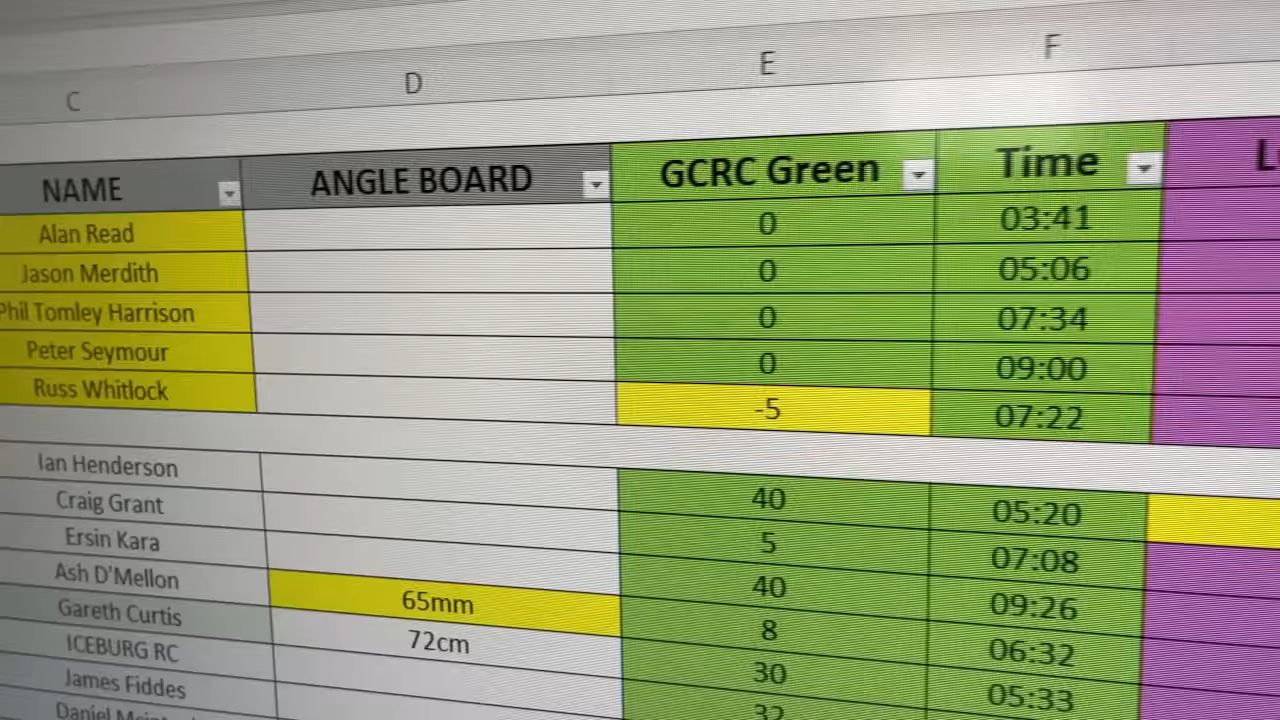 C D E F
NAME ANGLE BOARD GCRC Green Time
Alan Read 0 03:41
Jason Merdith 0 05:06
Phil Tomley Harrison 0 07:34
Peter Seymour 0 09:00
Russ Whitlock -5 07:22
Ian Henderson 40 05:20
Craig Grant 5 07:08
Ersin Kara 40 09:26
Ash D'Mellon 65mm 8 06:32
Gareth Curtis 72cm 30 05:33
ICEBURG RC 32
James Fiddes
Daniel